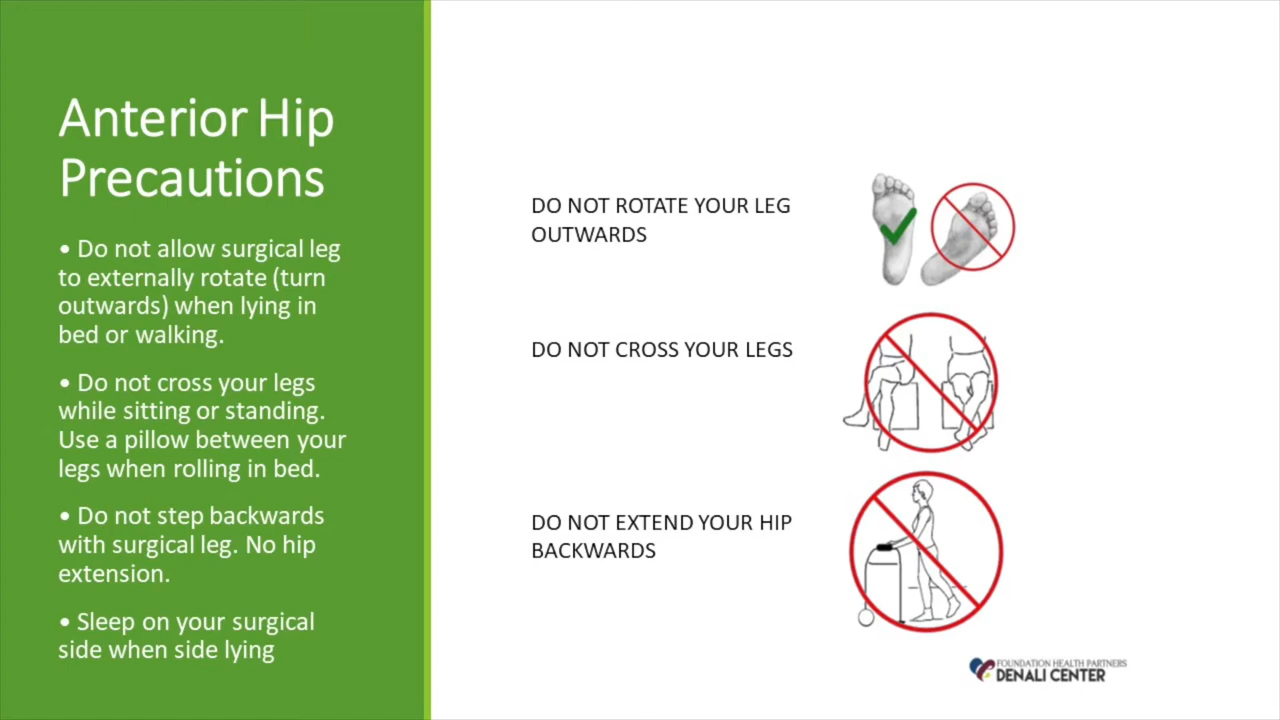 Anterior Hip
Precautions
• Do not allow surgical leg
to externally rotate (turn
outwards) when lying in
bed or walking.
• Do not cross your legs
while sitting or standing.
Use a pillow between your
legs when rolling in bed.
• Do not step backwards
with surgical leg. No hip
extension.
• Sleep on your surgical
side when side lying
DO NOT ROTATE YOUR LEG
OUTWARDS
DO NOT CROSS YOUR LEGS
DO NOT EXTEND YOUR HIP
BACKWARDS
FOUNDATION HEALTH PARTNERS
DENALI CENTER